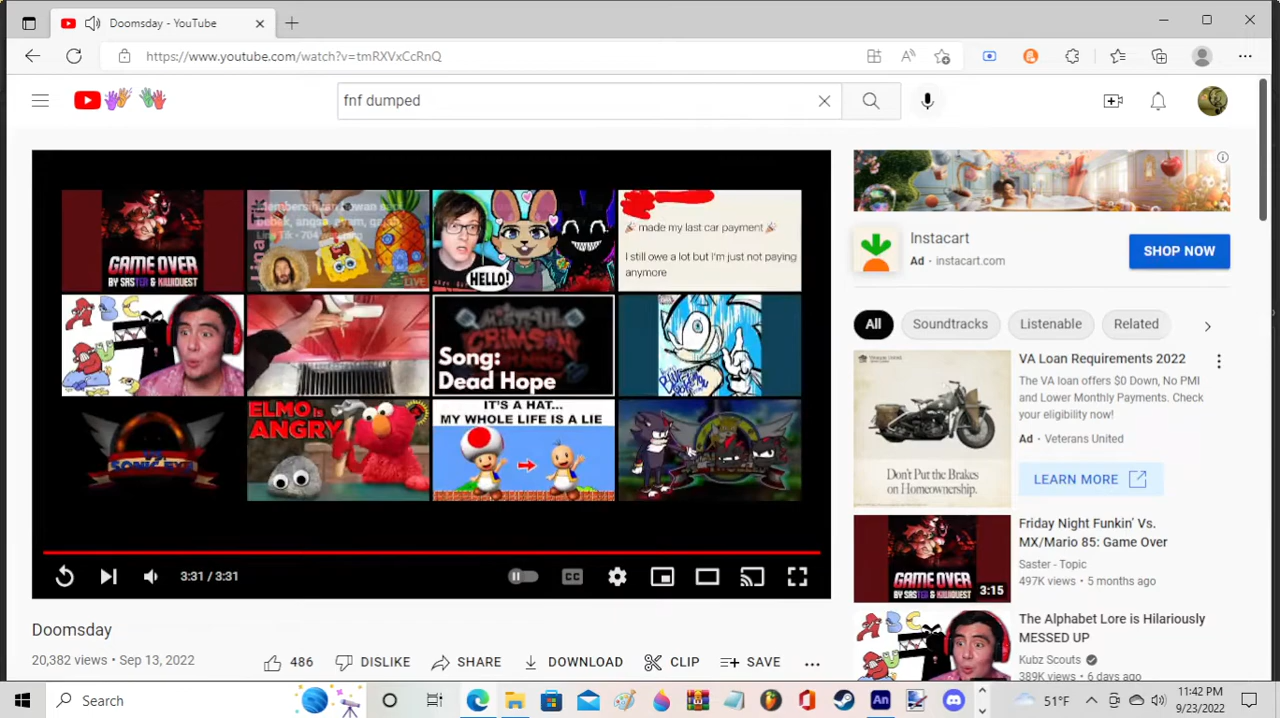 Doomsday - YouTube
https://www.youtube.com/watch?v=tmRXVxCcRnQ
fnf dumped
GAME OVER
BY SASTER & KIWIQUEST
LIVE
HELLO!
made my last car payment
I still owe a lot but I'm just not paying
anymore
A B C
Song:
Dead Hope
ELMO IS
ANGRY
IT'S A HAT...
MY WHOLE LIFE IS A LIE
3:31 / 3:31
CC
Doomsday
20,382 views • Sep 13, 2022
486
DISLIKE
SHARE
DOWNLOAD
CLIP
SAVE
Instacart
Ad • instacart.com
SHOP NOW
All
Soundtracks
Listenable
Related
Don't Put the Brakes
on Homeownership.
VA Loan Requirements 2022
The VA loan offers $0 Down, No PMI
and Lower Monthly Payments. Check
your eligibility now!
Ad • Veterans United
LEARN MORE
GAME OVER
3:15
Friday Night Funkin' Vs.
MX/Mario 85: Game Over
Saster - Topic
497K views • 5 months ago
The Alphabet Lore is Hilariously
MESSED UP
Kubz Scouts
389K views • 6 days ago
Search
An
51°F
11:42 PM
9/23/2022